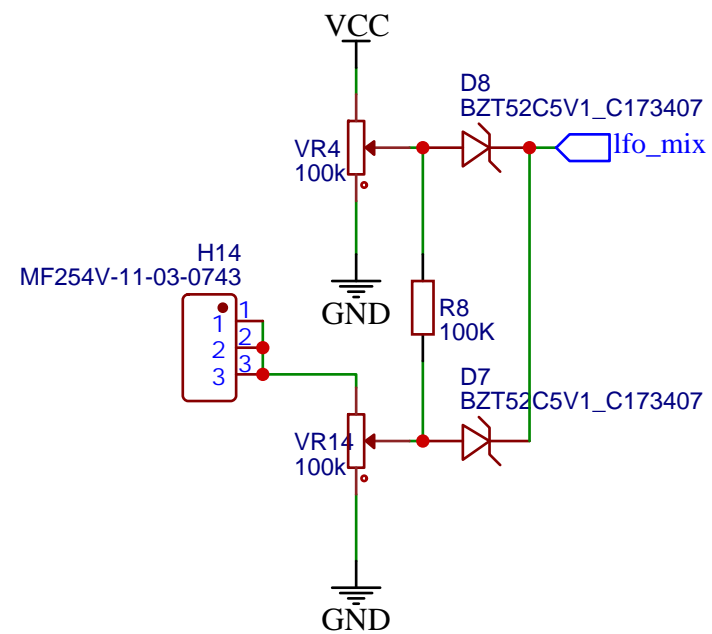 VCC
D8
BZT52C5V1_C173407
VR4
100k
lfo_mix
H14
MF254V-11-03-0743
GND
R8
100K
1
1
2
2
3
3
D7
BZT52C5V1_C173407
VR14
100k
GND